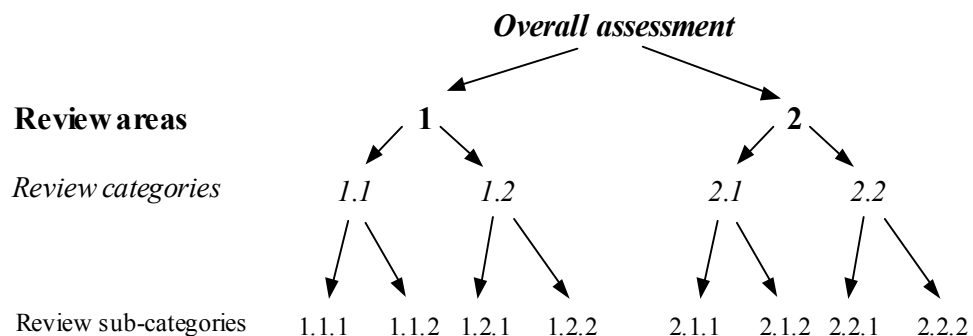 Overall assessment
Review areas 1 2
Review categories 1.1 1.2 2.1 2.2
Review sub-categories 1.1.1 1.1.2 1.2.1 1.2.2 2.1.1 2.1.2 2.2.1 2.2.2